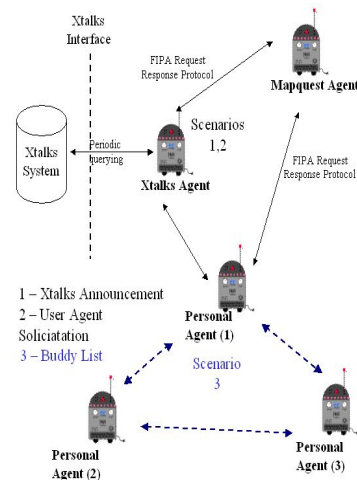 Xtalks
Interface
FIPA Request
Response Protocol
Mapquest Agent
Scenarios
1,2
Xtalks
System
Periodic
querying
Xtalks Agent
FIPA Request
Response Protocol
1 – Xtalks Announcement
2 – User Agent
Soliciatation
3 – Buddy List
Personal
Agent (1)
Scenario
3
Personal
Agent (2)
Personal
Agent (3)